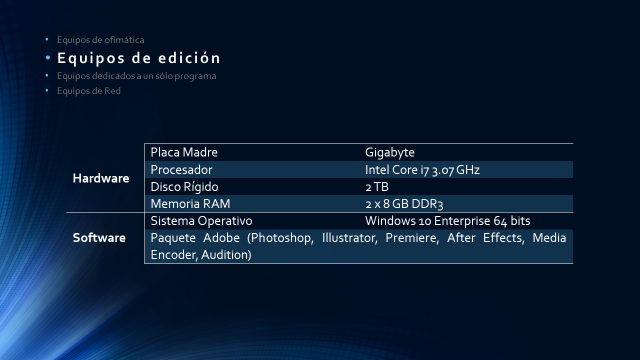 Equipos de ofimática
Equipos de edición
Equipos dedicados a un sólo programa
Equipos de Red
Hardware
Placa Madre Gigabyte
Procesador Intel Core i7 3.07 GHz
Disco Rígido 2 TB
Memoria RAM 2 x 8 GB DDR3
Software
Sistema Operativo Windows 10 Enterprise 64 bits
Paquete Adobe (Photoshop, Illustrator, Premiere, After Effects, Media
Encoder, Audition)